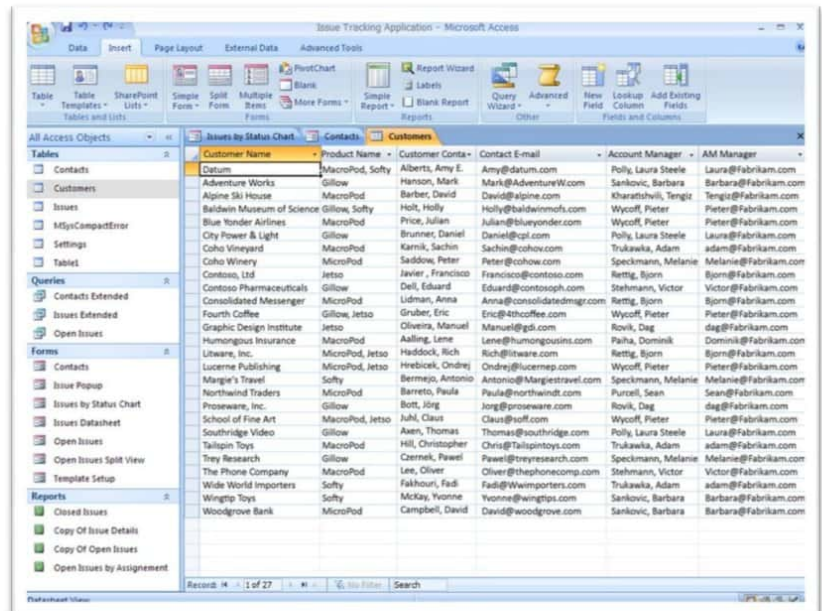 Issue Tracking Application - Microsoft Access
Data Insert Page Layout External Data Advanced Tools
Table
Table Templates
SharePoint Lists
Tables and Lists
Simple Form
Split Form
Multiple Items
PivotChart
Blank
More Forms
Forms
Simple Report
Report Wizard
Labels
Blank Report
Reports
Query Wizard
Advanced
Other
New Field
Lookup Column
Add Existing Fields
Fields and Columns
All Access Objects
Tables
Contacts
Customers
Issues
MSysCompactError
Settings
Table1
Queries
Contacts Extended
Issues Extended
Open Issues
Forms
Contacts
Issue Popup
Issues by Status Chart
Issues Datasheet
Open Issues
Open Issues Split View
Template Setup
Reports
Closed Issues
Copy Of Issue Details
Copy Of Open Issues
Open Issues by Assignement
Issues by Status Chart Contacts Customers
Customer Name Product Name Customer Conta Contact E-mail Account Manager AM Manager
Datum MacroPod, Softy Alberts, Amy E. Amy@datum.com Polly, Laura Steele Laura@Fabrikam.com
Adventure Works Gillow Hanson, Mark Mark@AdventureW.com Sankovic, Barbara Barbara@Fabrikam.com
Alpine Ski House MacroPod Barber, David David@alpine.com Kharatishvili, Tengiz Tengiz@Fabrikam.com
Baldwin Museum of Science Gillow, Softy Holt, Holly Holly@baldwinmofs.com Wycoff, Pieter Pieter@Fabrikam.com
Blue Yonder Airlines MacroPod Price, Julian Julian@blueyonder.com Wycoff, Pieter Pieter@Fabrikam.com
City Power & Light Gillow Brunner, Daniel Daniel@cpl.com Polly, Laura Steele Laura@Fabrikam.com
Coho Vineyard MacroPod Karnik, Sachin Sachin@cohov.com Trukawka, Adam adam@Fabrikam.com
Coho Winery MicroPod Saddow, Peter Peter@cohow.com Speckmann, Melanie Melanie@Fabrikam.com
Contoso, Ltd Jetso Javier , Francisco Francisco@contoso.com Rettig, Bjorn Bjorn@Fabrikam.com
Contoso Pharmaceuticals Gillow Dell, Eduard Eduard@contosoph.com Stehmann, Victor Victor@Fabrikam.com
Consolidated Messenger MicroPod Lidman, Anna Anna@consolidatedmsgr.com Rettig, Bjorn Bjorn@Fabrikam.com
Fourth Coffee Gillow, Jetso Gruber, Eric Eric@4thcoffee.com Wycoff, Pieter Pieter@Fabrikam.com
Graphic Design Institute Jetso Oliveira, Manuel Manuel@gdi.com Rovik, Dag dag@Fabrikam.com
Humongous Insurance MacroPod Aalling, Lene Lene@humongousins.com Paiha, Dominik Dominik@Fabrikam.com
Litware, Inc. MicroPod, Jetso Haddock, Rich Rich@litware.com Rettig, Bjorn Bjorn@Fabrikam.com
Lucerne Publishing MicroPod, Jetso Hrebicek, Ondrej Ondrej@lucernep.com Wycoff, Pieter Pieter@Fabrikam.com
Margie's Travel Softy Bermejo, Antonio Antonio@Margiestravel.com Speckmann, Melanie Melanie@Fabrikam.com
Northwind Traders MicroPod Barreto, Paula Paula@northwindt.com Purcell, Sean Sean@Fabrikam.com
Proseware, Inc. Gillow Bott, Jörg Jorg@proseware.com Rovik, Dag dag@Fabrikam.com
School of Fine Art MacroPod, Jetso Juhl, Claus Claus@soff.com Wycoff, Pieter Pieter@Fabrikam.com
Southridge Video Gillow Axen, Thomas Thomas@southridge.com Polly, Laura Steele Laura@Fabrikam.com
Tailspin Toys MacroPod Hill, Christopher Chris@Tailspintoys.com Trukawka, Adam adam@Fabrikam.com
Trey Research Gillow Czernek, Pawel Pawel@treyresearch.com Speckmann, Melanie Melanie@Fabrikam.com
The Phone Company MacroPod Lee, Oliver Oliver@thephonecomp.com Stehmann, Victor Victor@Fabrikam.com
Wide World Importers Softy Fakhouri, Fadi Fadi@Wwimporters.com Trukawka, Adam adam@Fabrikam.com
Wingtip Toys Softy McKay, Yvonne Yvonne@wingtips.com Sankovic, Barbara Barbara@Fabrikam.com
Woodgrove Bank MicroPod Campbell, David David@woodgrove.com Sankovic, Barbara Barbara@Fabrikam.com
Record: 1 of 27 No Filter Search
Datasheet View